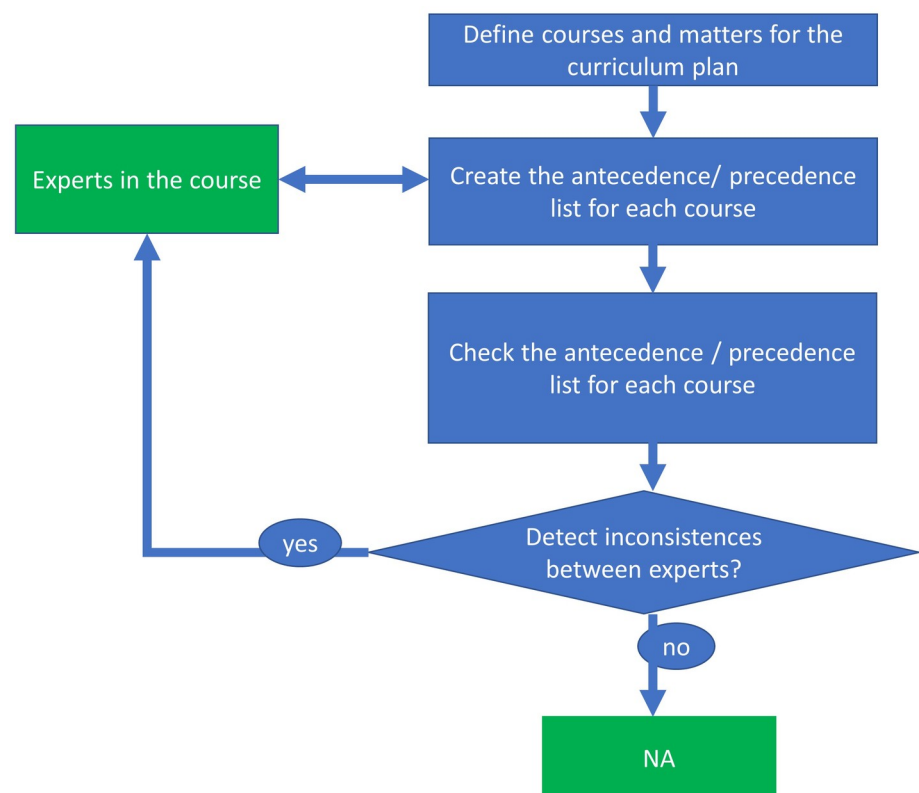 Define courses and matters for the
curriculum plan
Experts in the course
Create the antecedence/ precedence
list for each course
Check the antecedence / precedence
list for each course
Detect inconsistences
between experts?
yes
no
NA